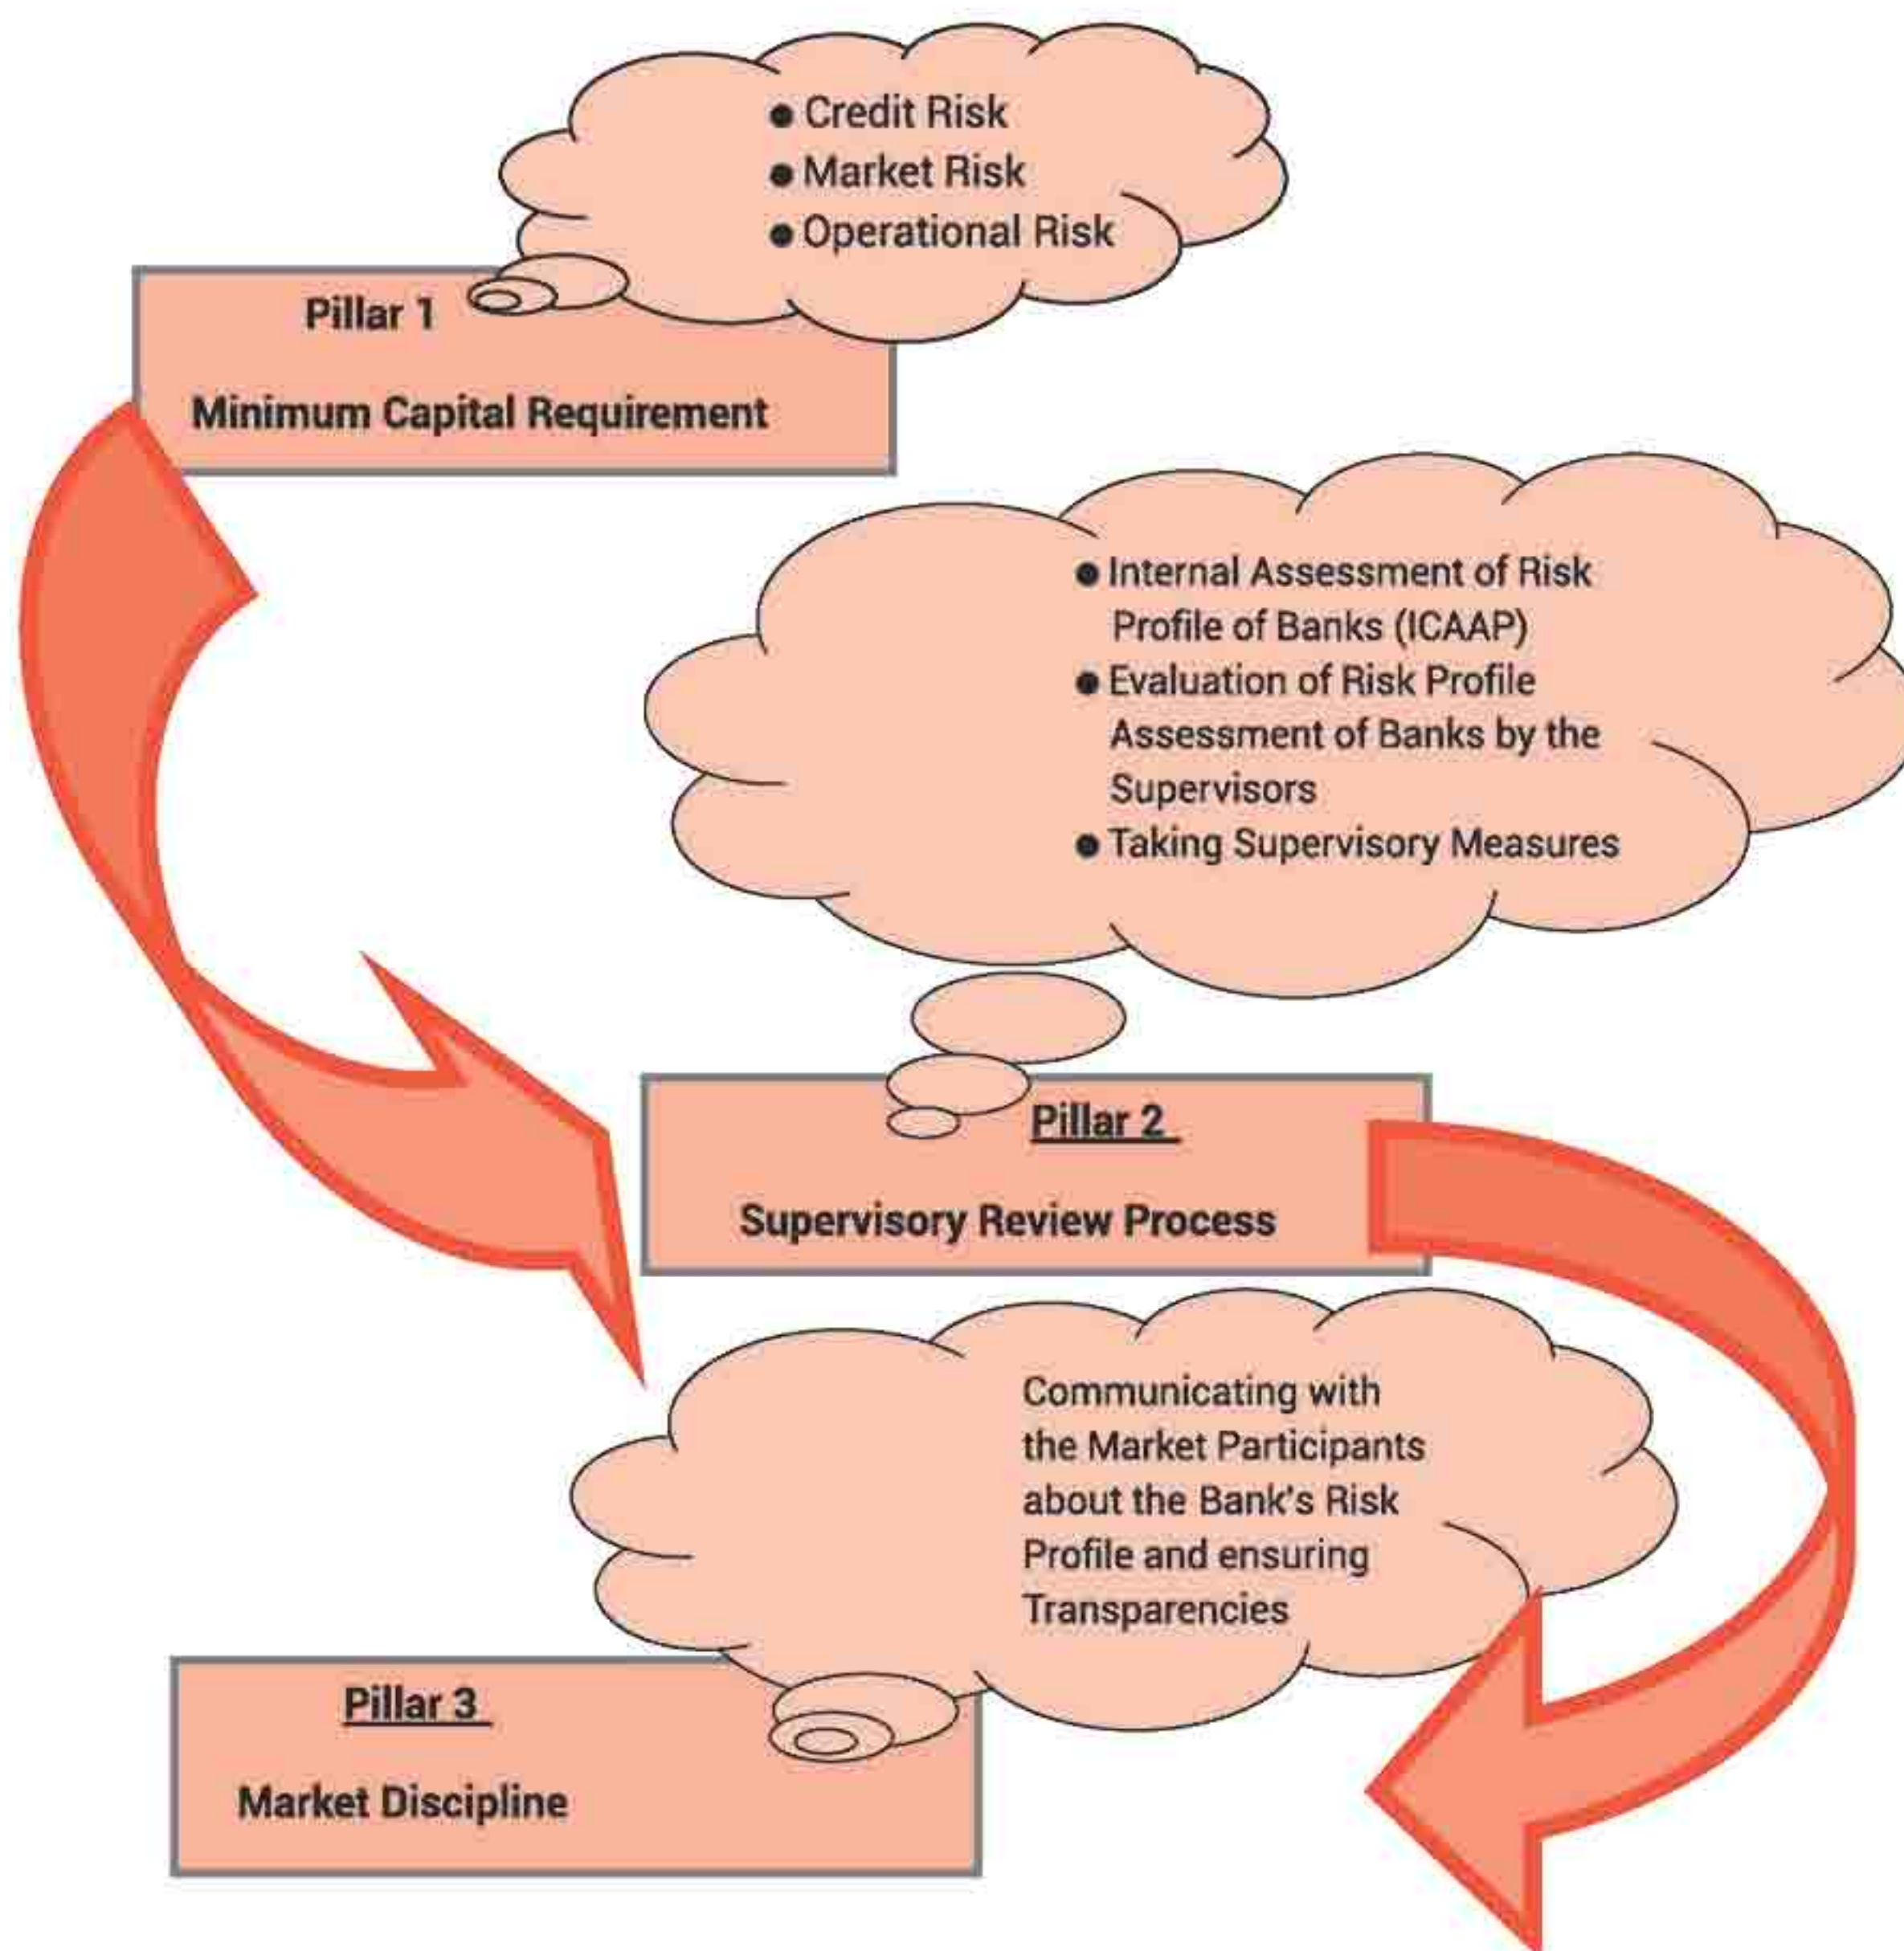 ● Credit Risk
● Market Risk
● Operational Risk
Pillar 1
Minimum Capital Requirement
● Internal Assessment of Risk
Profile of Banks (ICAAP)
● Evaluation of Risk Profile
Assessment of Banks by the
Supervisors
● Taking Supervisory Measures
Pillar 2
Supervisory Review Process
Communicating with
the Market Participants
about the Bank's Risk
Profile and ensuring
Transparencies
Pillar 3
Market Discipline